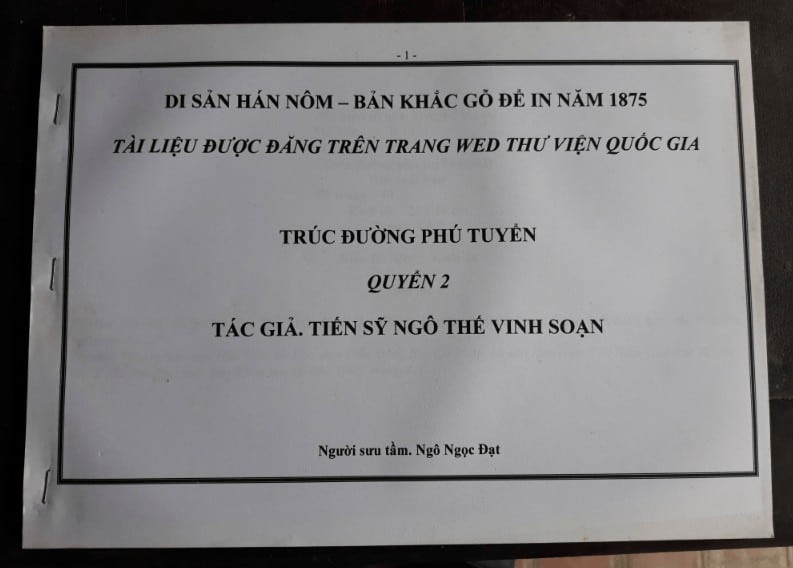 - 1 -
DI SẢN HÁN NÔM – BẢN KHẮC GỖ ĐỂ IN NĂM 1875
TÀI LIỆU ĐƯỢC ĐĂNG TRÊN TRANG WED THƯ VIỆN QUỐC GIA
TRÚC ĐƯỜNG PHÚ TUYỂN
QUYỂN 2
TÁC GIẢ. TIẾN SỸ NGÔ THẾ VINH SOẠN
Người sưu tầm. Ngô Ngọc Đạt